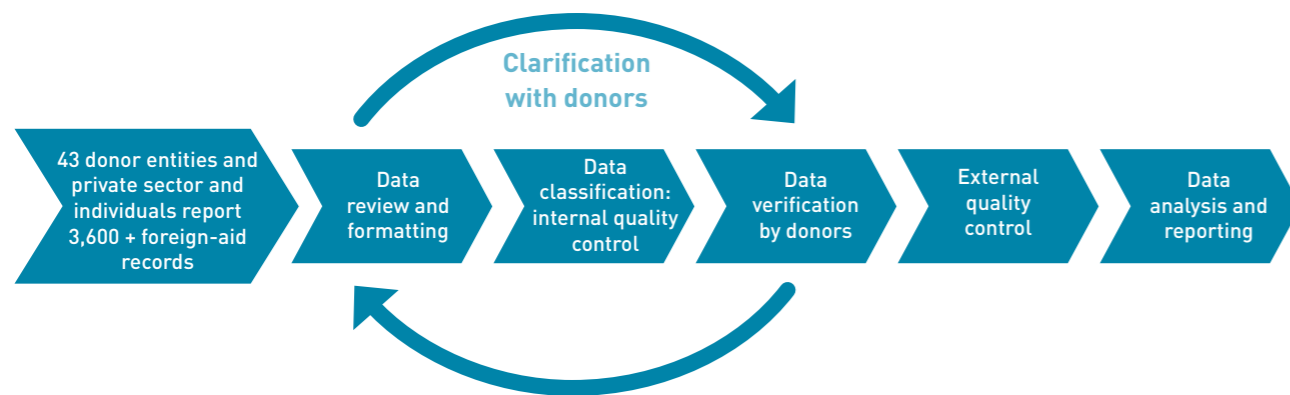 Clarification
with donors
43 donor entities and
private sector and
individuals report
3,600 + foreign-aid
records
Data
review and
formatting
Data
classification:
internal quality
control
Data
verification
by donors
External
quality
control
Data
analysis and
reporting